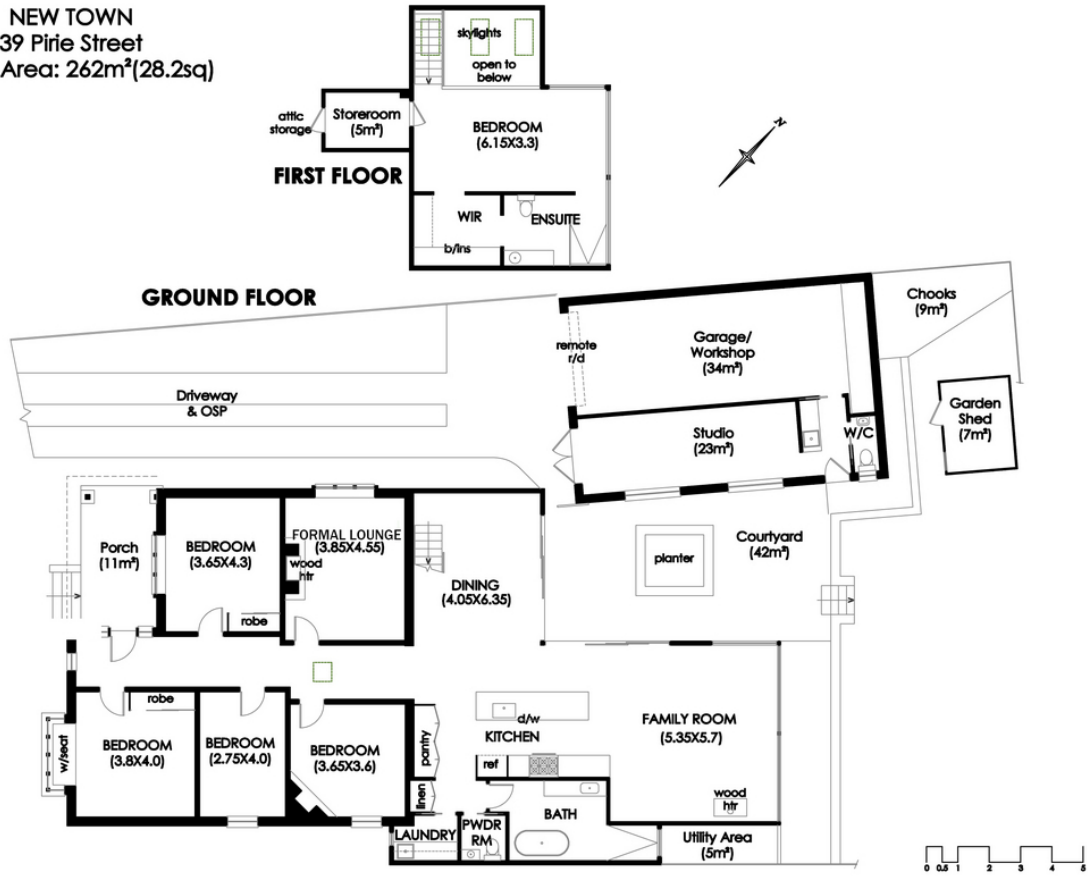 NEW TOWN
39 Pirie Street
Area: 262m²(28.2sq)
skylights
open to
below
attic
storage
Storeroom
(5m²)
BEDROOM
(6.15X3.3)
N
FIRST FLOOR
WIR
ENSUITE
b/ins
GROUND FLOOR
Chooks
(9m²)
remote
r/d
Garage/
Workshop
(34m²)
Driveway
& OSP
Garden
Shed
(7m²)
Studio
(23m²)
W/C
Porch
(11m²)
BEDROOM
(3.65X4.3)
FORMAL LOUNGE
(3.85X4.55)
wood
htr
robe
DINING
(4.05X6.35)
planter
Courtyard
(42m²)
robe
w/seat
BEDROOM
(3.8X4.0)
BEDROOM
(2.75X4.0)
BEDROOM
(3.65X3.6)
pantry
d/w
KITCHEN
ref
FAMILY ROOM
(5.35X5.7)
linen
wood
htr
BATH
LAUNDRY
PWDR
RM
Utility Area
(5m²)
0 0.5 1 2 3 4 5